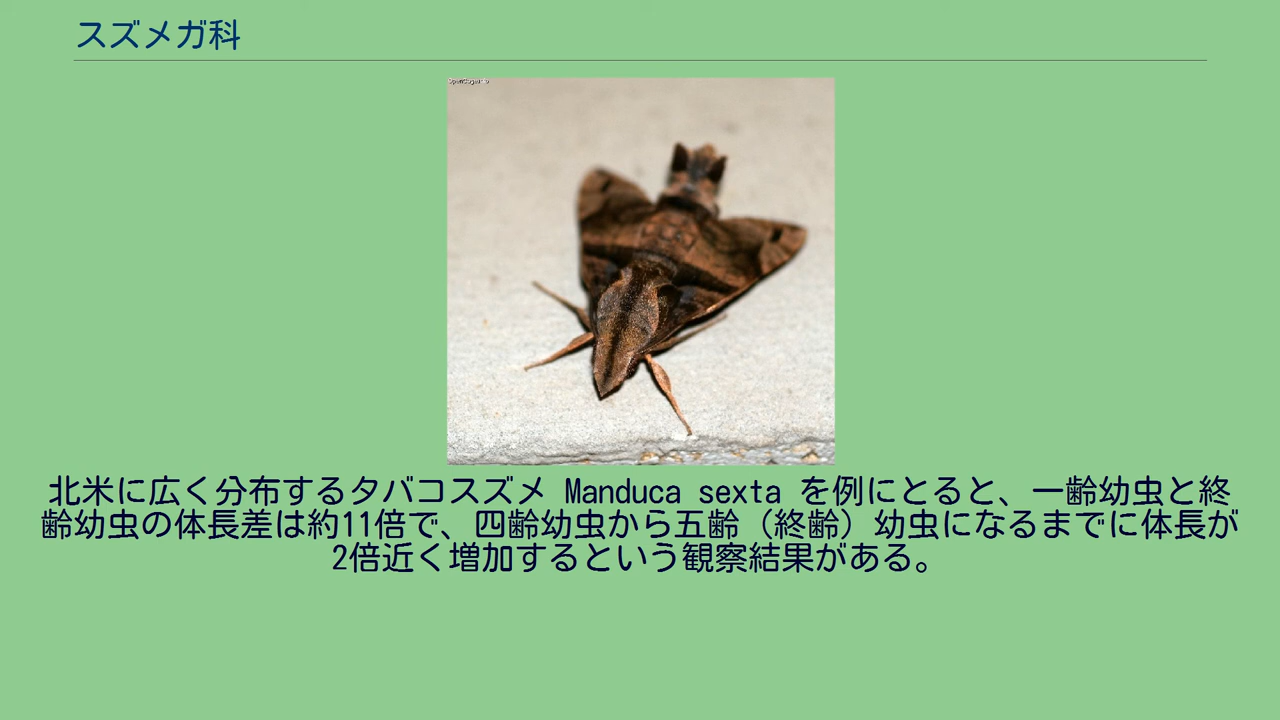 スズメガ科
北米に広く分布するタバコスズメ Manduca sexta を例にとると、一齢幼虫と終
齢幼虫の体長差は約11倍で、四齢幼虫から五齢（終齢）幼虫になるまでに体長が
2倍近く増加するという観察結果がある。